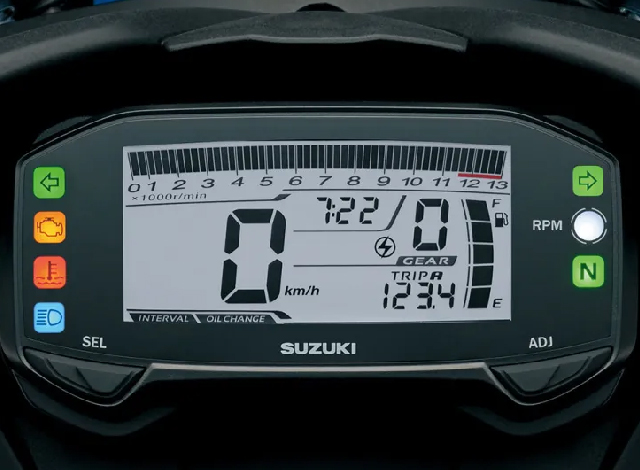 0 1 2 3 4 5 6 7 8 9 10 11 12 13
×1000r/min
7:22
0
F
RPM
GEAR
N
0 km/h
TRIP A
123.4
E
INTERVAL OIL CHANGE
SEL
SUZUKI
ADJ